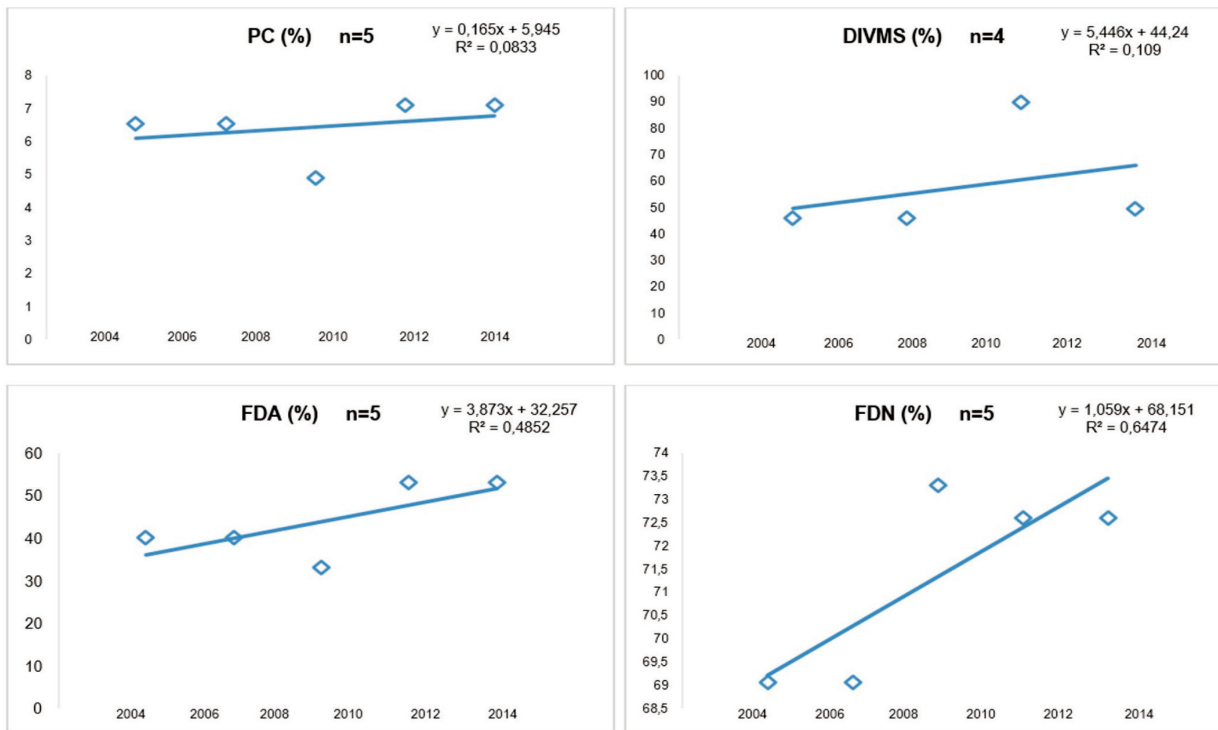 PC (%) n=5
y = 0,165x + 5,945
R² = 0,0833
8
7
6
5
4
3
2
1
0
2004 2006 2008 2010 2012 2014
DIVMS (%) n=4
y = 5,446x + 44,24
R² = 0,109
100
90
80
70
60
50
40
30
20
10
0
2004 2006 2008 2010 2012 2014
FDA (%) n=5
y = 3,873x + 32,257
R² = 0,4852
60
50
40
30
20
10
0
2004 2006 2008 2010 2012 2014
FDN (%) n=5
y = 1,059x + 68,151
R² = 0,6474
74
73,5
73
72,5
72
71,5
71
70,5
70
69,5
69
68,5
2004 2006 2008 2010 2012 2014